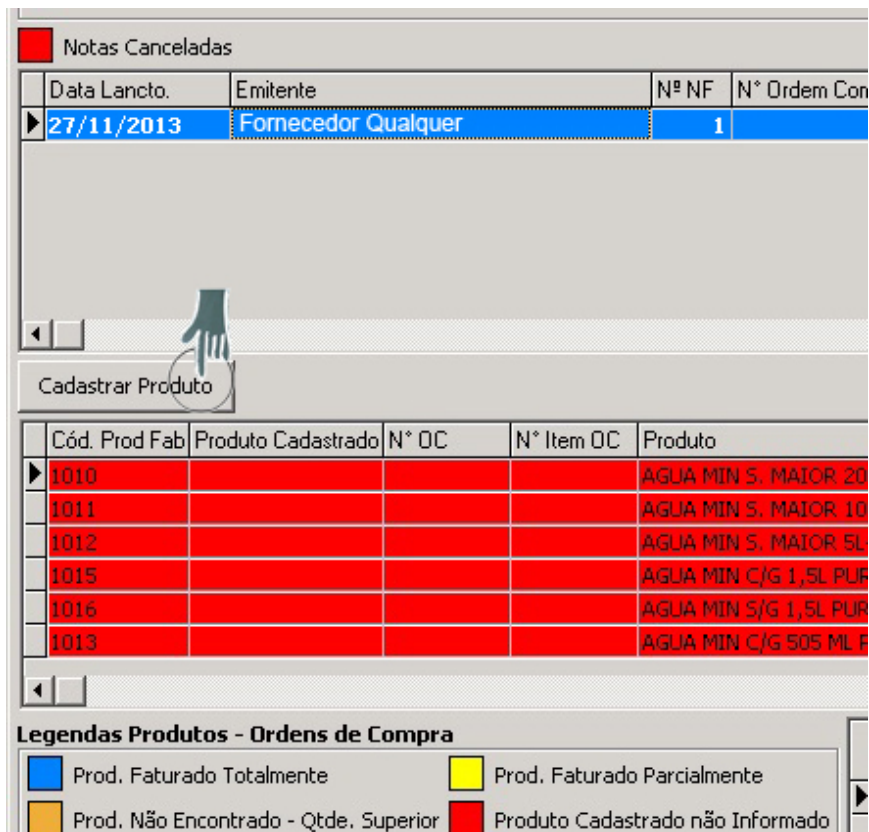 Notas Canceladas
Data Lancto. Emitente Nº NF N° Ordem Com
27/11/2013 Fornecedor Qualquer 1
Cadastrar Produto
Cód. Prod Fab Produto Cadastrado N° OC N° Item OC Produto
1010 AGUA MIN S. MAIOR 20
1011 AGUA MIN S. MAIOR 10
1012 AGUA MIN S. MAIOR 5L
1015 AGUA MIN C/G 1,5L PUR
1016 AGUA MIN S/G 1,5L PUR
1013 AGUA MIN C/G 505 ML P
Legendas Produtos - Ordens de Compra
Prod. Faturado Totalmente Prod. Faturado Parcialmente
Prod. Não Encontrado - Qtde. Superior Produto Cadastrado não Informado